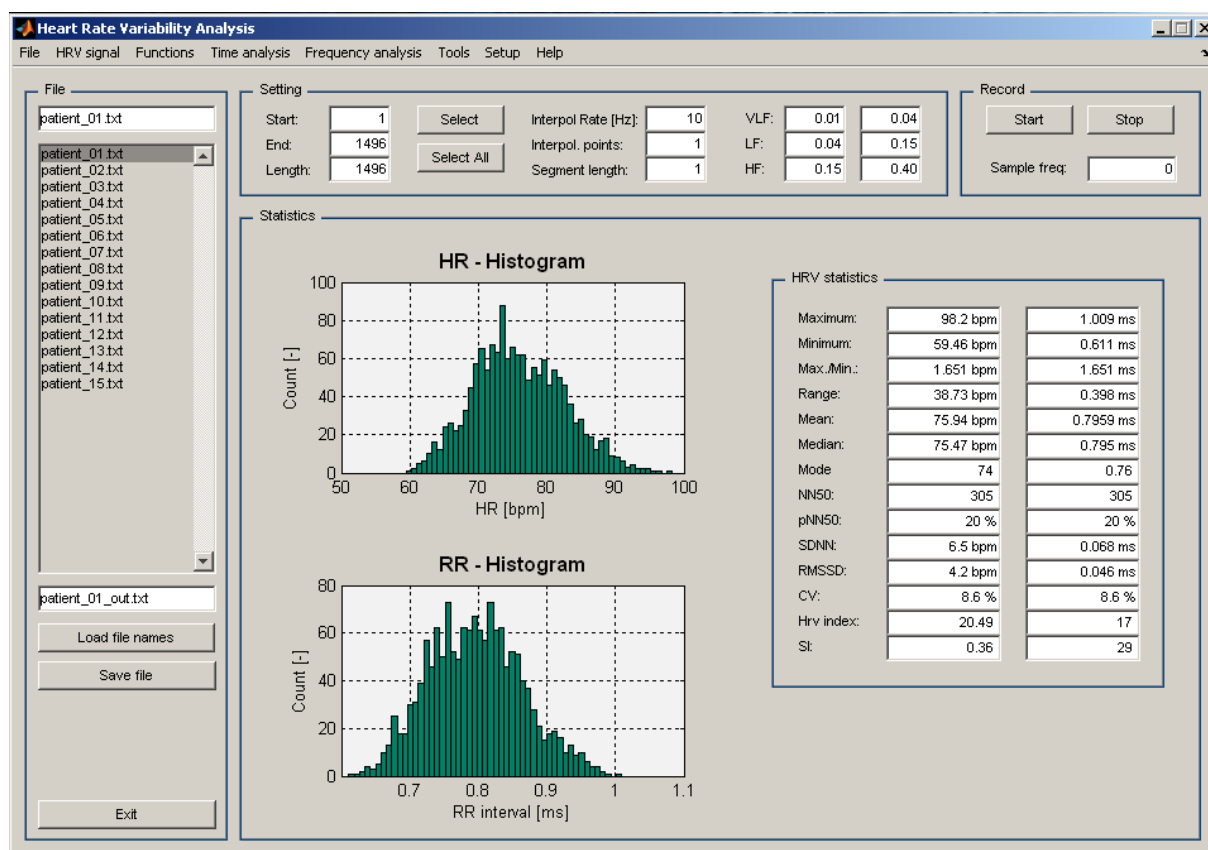 Heart Rate Variability Analysis
File HRV signal Functions Time analysis Frequency analysis Tools Setup Help
File
patient_01.txt
patient_01.txt
patient_02.txt
patient_03.txt
patient_04.txt
patient_05.txt
patient_06.txt
patient_07.txt
patient_08.txt
patient_09.txt
patient_10.txt
patient_11.txt
patient_12.txt
patient_13.txt
patient_14.txt
patient_15.txt
patient_01_out.txt
Load file names
Save file
Exit
Setting
Start: 1 Select Interpol Rate [Hz]: 10 VLF: 0.01 0.04
End: 1496 Interpol. points: 1 LF: 0.04 0.15
Select All
Length: 1496 Segment length: 1 HF: 0.15 0.40
Record
Start Stop
Sample freq: 0
Statistics
HR - Histogram
100
80
60
40
20
0
Count [-]
50 60 70 80 90 100
HR [bpm]
RR - Histogram
80
60
40
20
0
Count [-]
0.7 0.8 0.9 1 1.1
RR interval [ms]
HRV statistics
Maximum: 98.2 bpm 1.009 ms
Minimum: 59.46 bpm 0.611 ms
Max./Min.: 1.651 bpm 1.651 ms
Range: 38.73 bpm 0.398 ms
Mean: 75.94 bpm 0.7959 ms
Median: 75.47 bpm 0.795 ms
Mode 74 0.76
NN50: 305 305
pNN50: 20 % 20 %
SDNN: 6.5 bpm 0.068 ms
RMSSD: 4.2 bpm 0.046 ms
CV: 8.6 % 8.6 %
Hrv index: 20.49 17
SI: 0.36 29